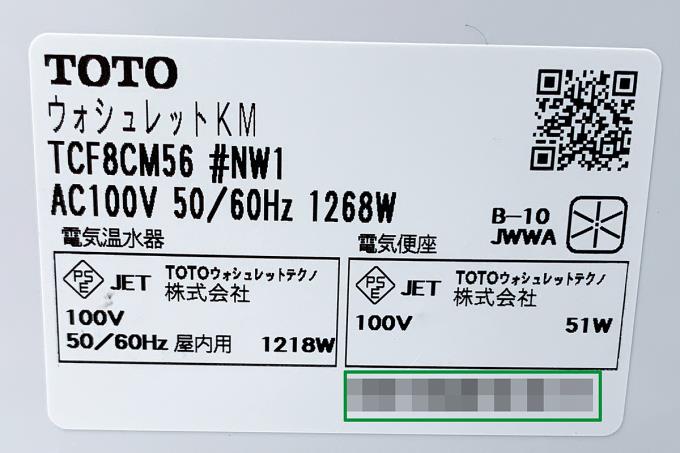 TOTO
ウォシュレットKM
TCF8CM56 #NW1
AC100V 50/60Hz 1268W
B-10
JWWA
電気温水器
PSE JET TOTOウォシュレットテクノ
株式会社
100V
50/60Hz 屋内用 1218W
電気便座
PSE JET TOTOウォシュレットテクノ
株式会社
100V 51W